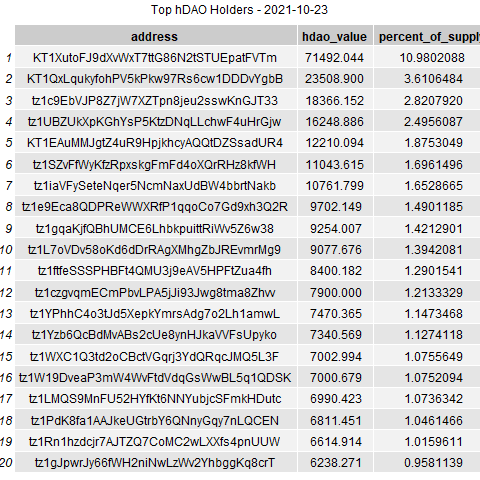 Top hDAO Holders - 2021-10-23
address hdao_value percent_of_supply
1 KT1XutoFJ9dXvWxT7ttG86N2tSTUEpatFVTm 71492.044 10.9802088
2 KT1QxLqukyfohPV5kPkw97Rs6cw1DDDvYgbB 23508.900 3.6106484
3 tz1c9EbVJP8Z7jW7XZTpn8jeu2sswKnGJT33 18366.152 2.8207920
4 tz1UBZUkXpKGhYsP5KtzDNqLLchwF4uHrGjw 16248.886 2.4956087
5 KT1EAuMMJgtZ4uR9HpjkhcyAQQtDZSsadUR4 12210.094 1.8753049
6 tz1SZvFfWyKfzRpxskgFmFd4oXQrRHz8kfWH 11043.615 1.6961496
7 tz1iaVFySeteNqer5NcmNaxUdBW4bbrtNakb 10761.799 1.6528665
8 tz1e9Eca8QDPReWWXRfP1qqoCo7Gd9xh3Q2R 9702.149 1.4901185
9 tz1gqaKjfQBhUMCE6LhbkpuittRiWv5Z6w38 9254.007 1.4212901
10 tz1L7oVDv58oKd6dDrRAgXMhgZbJREvmrMg9 9077.676 1.3942081
11 tz1ftfeSSSPHBFt4QMU3j9eAV5HPFtZua4fh 8400.182 1.2901541
12 tz1czgvqmECmPbvLPA5jJi93Jwg8tma8Zhvv 7900.000 1.2133329
13 tz1YPhhC4o3tJd5XepkYmrsAdg7o2Lh1amwL 7470.365 1.1473468
14 tz1Yzb6QcBdMvABs2cUe8ynHJkaVVFsUpyko 7340.569 1.1274118
15 tz1WXC1Q3td2oCBctVGqrj3YdQRqcJMQ5L3F 7002.994 1.0755649
16 tz1W19DveaP3mW4WvFtdVdqGsWwBL5q1QDSK 7000.679 1.0752094
17 tz1LMQS9MnFU52HYfKt6NNYubjcSFmkHDutc 6990.423 1.0736342
18 tz1PdK8fa1AAJkeUGtrbY6QNnyGqy7nLQCEN 6811.451 1.0461466
19 tz1Rn1hzdcjr7AJTZQ7CoMC2wLXXfs4pnUUW 6614.914 1.0159611
20 tz1gJpwrJy66fWH2niNwLzWv2YhbggKq8crT 6238.271 0.9581139